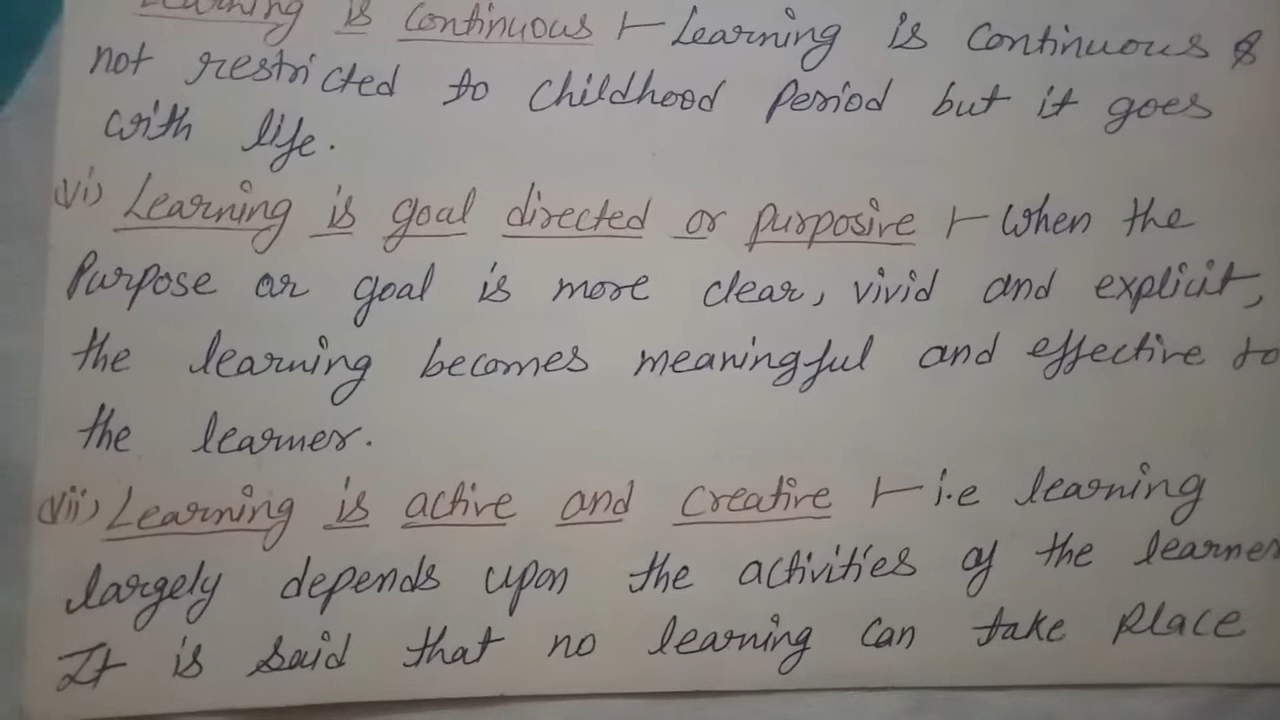 Learning is continuous :- Learning is continuous &
not restricted to childhood period but it goes
with life.
vi) Learning is goal directed or purposive :- When the
Purpose or goal is more clear, vivid and explicit,
the learning becomes meaningful and effective to
the learner.
vii) Learning is active and creative :- i.e learning
largely depends upon the activities of the learner
It is said that no learning can take place